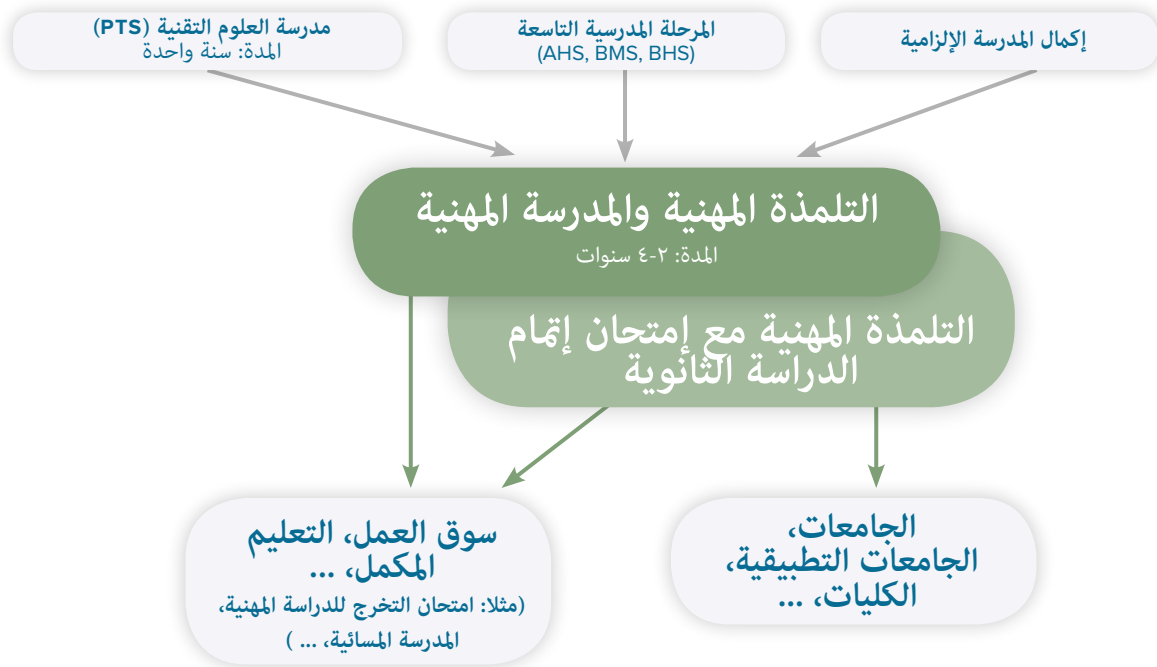 إكمال المدرسة الإلزامية
المرحلة المدرسية التاسعة
(AHS, BMS, BHS)
مدرسة العلوم التقنية (PTS)
المدة: سنة واحدة
التلمذة المهنية والمدرسة المهنية
المدة: ٢-٤ سنوات
التلمذة المهنية مع إمتحان إتمام
الدراسة الثانوية
الجامعات،
الجامعات التطبيقية،
الكليات، ...
سوق العمل، التعليم
المكمل، ...
(مثلا: امتحان التخرج للدراسة المهنية،
المدرسة المسائية، ... )